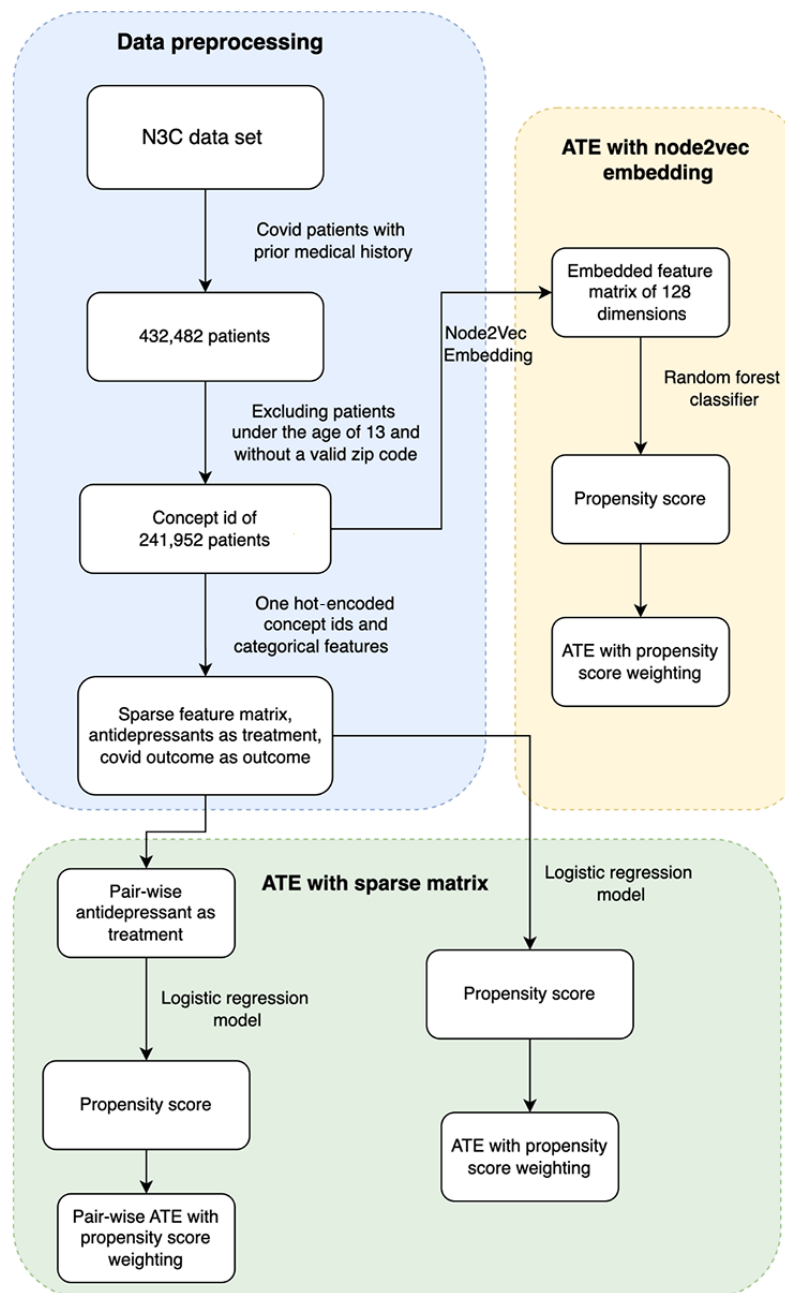 Data preprocessing
N3C data set
Covid patients with
prior medical history
432,482 patients
Excluding patients
under the age of 13 and
without a valid zip code
Concept id of
241,952 patients
One hot-encoded
concept ids and
categorical features
Sparse feature matrix,
antidepressants as treatment,
covid outcome as outcome
Node2Vec
Embedding
ATE with node2vec
embedding
Embedded feature
matrix of 128
dimensions
Random forest
classifier
Propensity score
ATE with propensity
score weighting
ATE with sparse matrix
Pair-wise
antidepressant as
treatment
Logistic regression
model
Propensity score
Pair-wise ATE with
propensity score
weighting
Logistic regression
model
Propensity score
ATE with propensity
score weighting